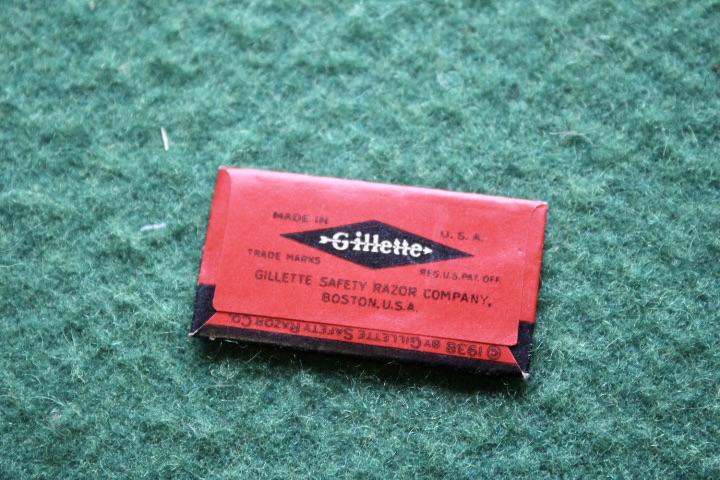 MADE IN U.S.A.
Gillette
TRADE MARKS REG.U.S.PAT.OFF.
GILLETTE SAFETY RAZOR COMPANY,
BOSTON, U.S.A.
© 1938 BY GILLETTE SAFETY RAZOR CO.